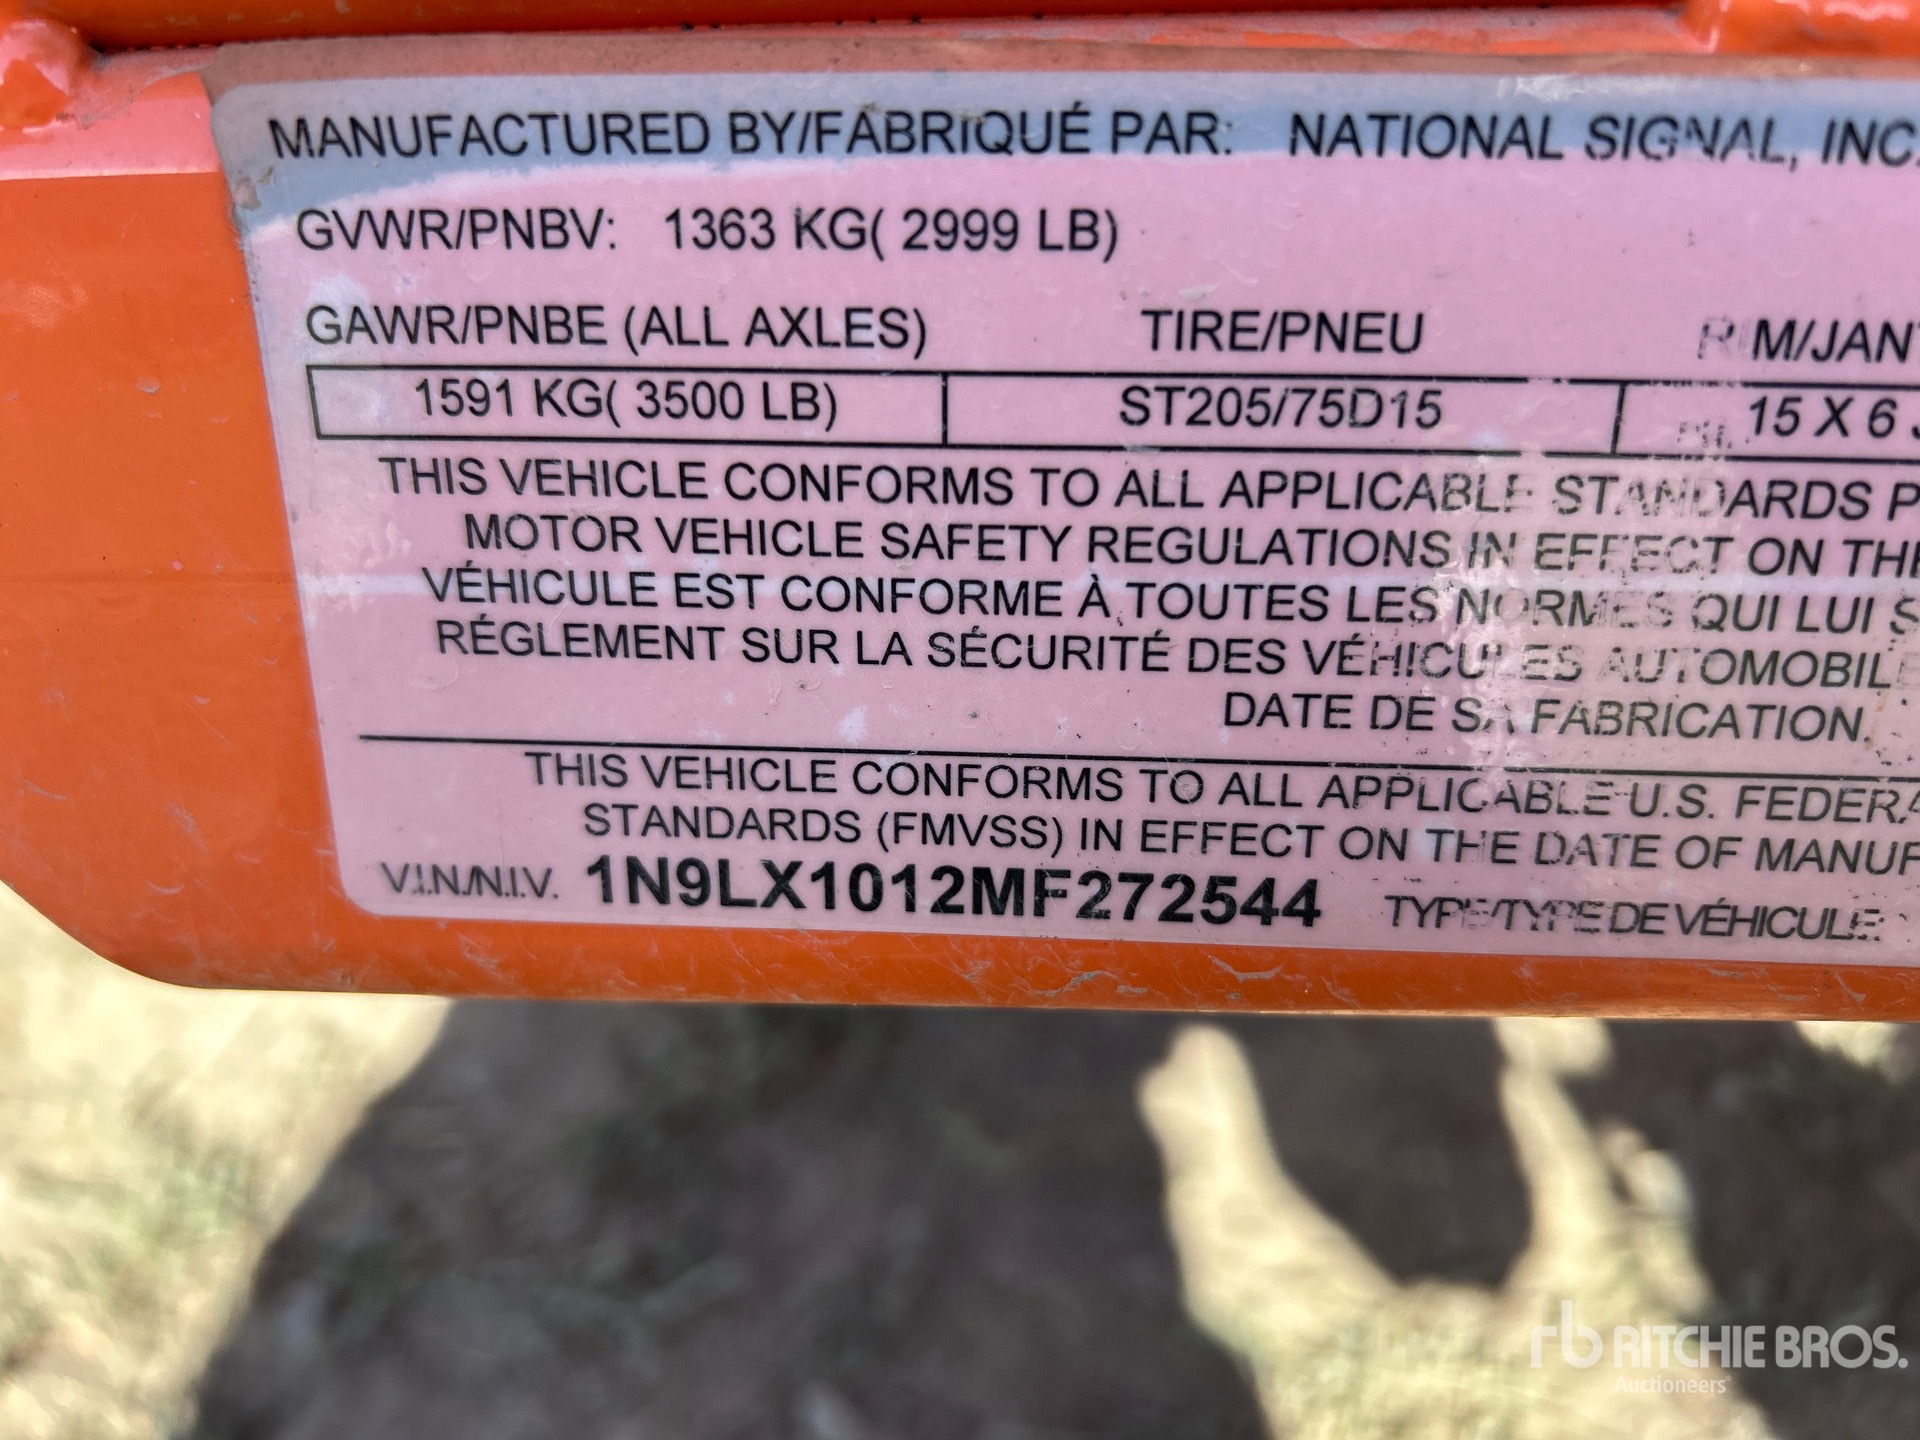 MANUFACTURED BY/FABRIQUÉ PAR: NATIONAL SIGNAL, INC.
GVWR/PNBV: 1363 KG( 2999 LB)
GAWR/PNBE (ALL AXLES) TIRE/PNEU RIM/JAN
1591 KG( 3500 LB) ST205/75D15 15 X 6 J
THIS VEHICLE CONFORMS TO ALL APPLICABLE STANDARDS P
MOTOR VEHICLE SAFETY REGULATIONS IN EFFECT ON THE
VÉHICULE EST CONFORME À TOUTES LES NORMES QUI LUI S
RÉGLEMENT SUR LA SÉCURITÉ DES VÉHICULES AUTOMOBILE
DATE DE SA FABRICATION.
THIS VEHICLE CONFORMS TO ALL APPLICABLE U.S. FEDERA
STANDARDS (FMVSS) IN EFFECT ON THE DATE OF MANUF
V.I.N./N.I.V. 1N9LX1012MF272544 TYPE/TYPE DE VÉHICULE:
rb RITCHIE BROS.
Auctioneers